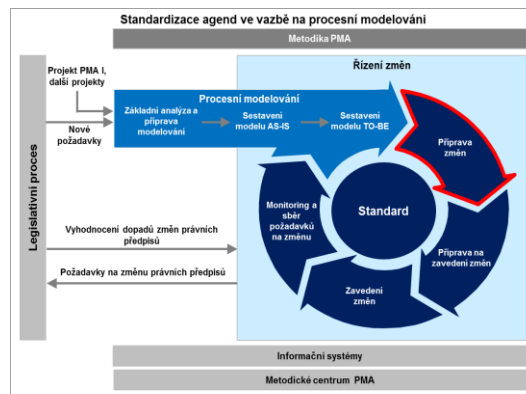 Standardizace agend ve vazbě na procesní modelování
Metodika PMA
Projekt PMA I,
další projekty
Nové
požadavky
Legislativní proces
Řízení změn
Procesní modelování
Základní analýza a
příprava
modelování
Sestavení
modelu AS-IS
Sestavení
modelu TO-BE
Příprava
změn
Monitoring a
sběr
požadavků
na změnu
Standard
Příprava na
zavedení změn
Zavedení
změn
Vyhodnocení dopadů změn právních
předpisů
Požadavky na změnu právních předpisů
Informační systémy
Metodické centrum PMA